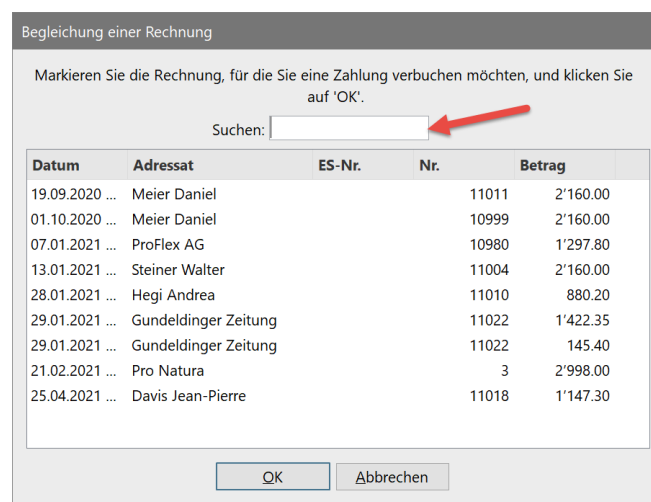 Begleichung einer Rechnung
Markieren Sie die Rechnung, für die Sie eine Zahlung verbuchen möchten, und klicken Sie
auf 'OK'.
Suchen:
Datum Adressat ES-Nr. Nr. Betrag
19.09.2020 ... Meier Daniel 11011 2'160.00
01.10.2020 ... Meier Daniel 10999 2'160.00
07.01.2021 ... ProFlex AG 10980 1'297.80
13.01.2021 ... Steiner Walter 11004 2'160.00
28.01.2021 ... Hegi Andrea 11010 880.20
29.01.2021 ... Gundeldinger Zeitung 11022 1'422.35
29.01.2021 ... Gundeldinger Zeitung 11022 145.40
21.02.2021 ... Pro Natura 3 2'998.00
25.04.2021 ... Davis Jean-Pierre 11018 1'147.30
OK Abbrechen